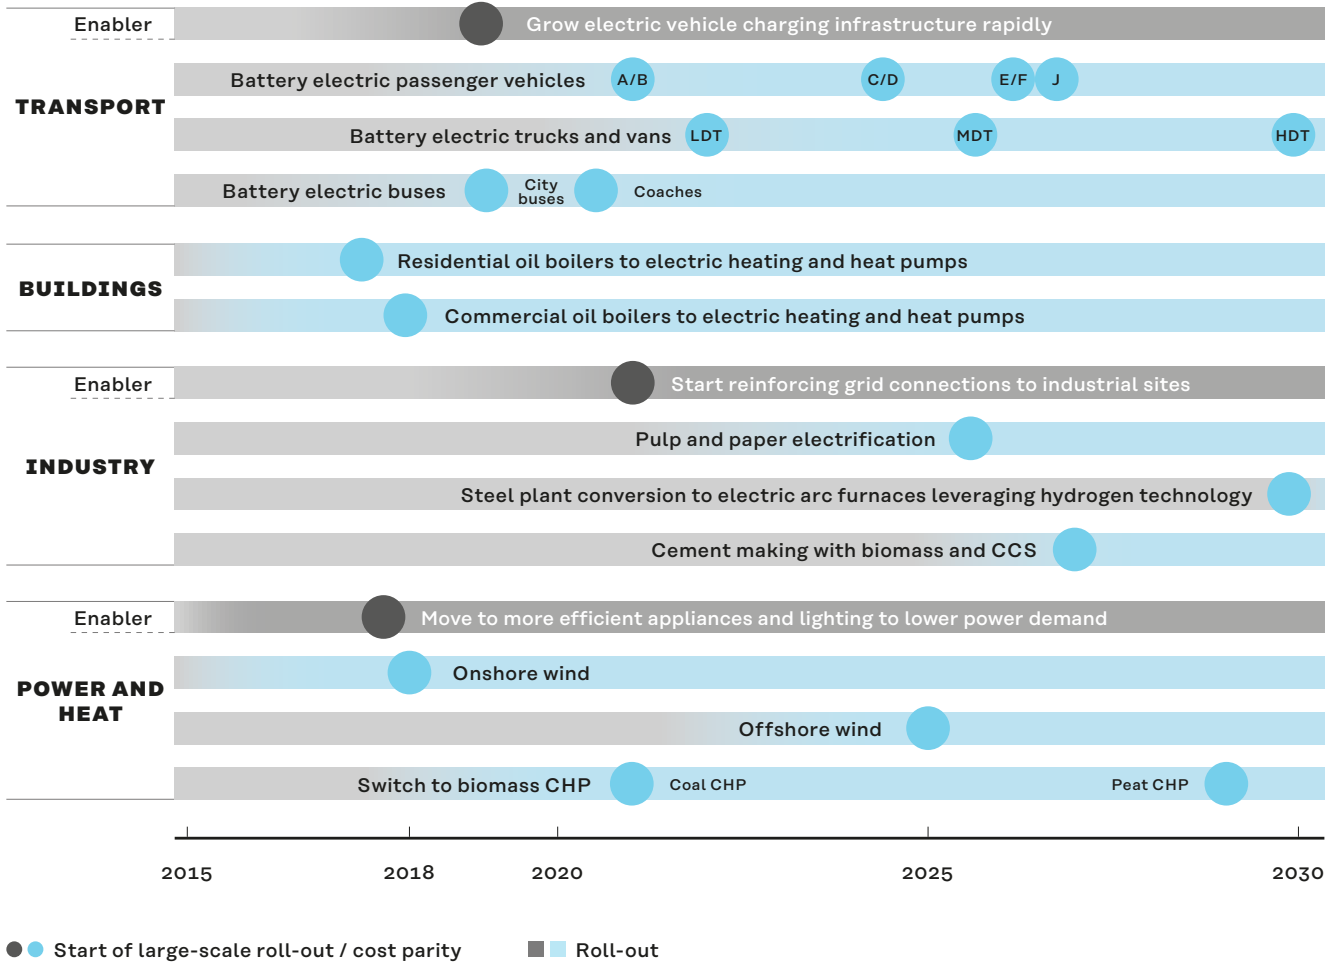 Enabler
Grow electric vehicle charging infrastructure rapidly
TRANSPORT
Battery electric passenger vehicles
A/B
C/D
E/F
J
Battery electric trucks and vans
LDT
MDT
HDT
Battery electric buses
City
buses
Coaches
BUILDINGS
Residential oil boilers to electric heating and heat pumps
Commercial oil boilers to electric heating and heat pumps
Enabler
Start reinforcing grid connections to industrial sites
INDUSTRY
Pulp and paper electrification
Steel plant conversion to electric arc furnaces leveraging hydrogen technology
Cement making with biomass and CCS
Enabler
Move to more efficient appliances and lighting to lower power demand
POWER AND
HEAT
Onshore wind
Offshore wind
Switch to biomass CHP
Coal CHP
Peat CHP
2015
2018
2020
2025
2030
Start of large-scale roll-out / cost parity
Roll-out